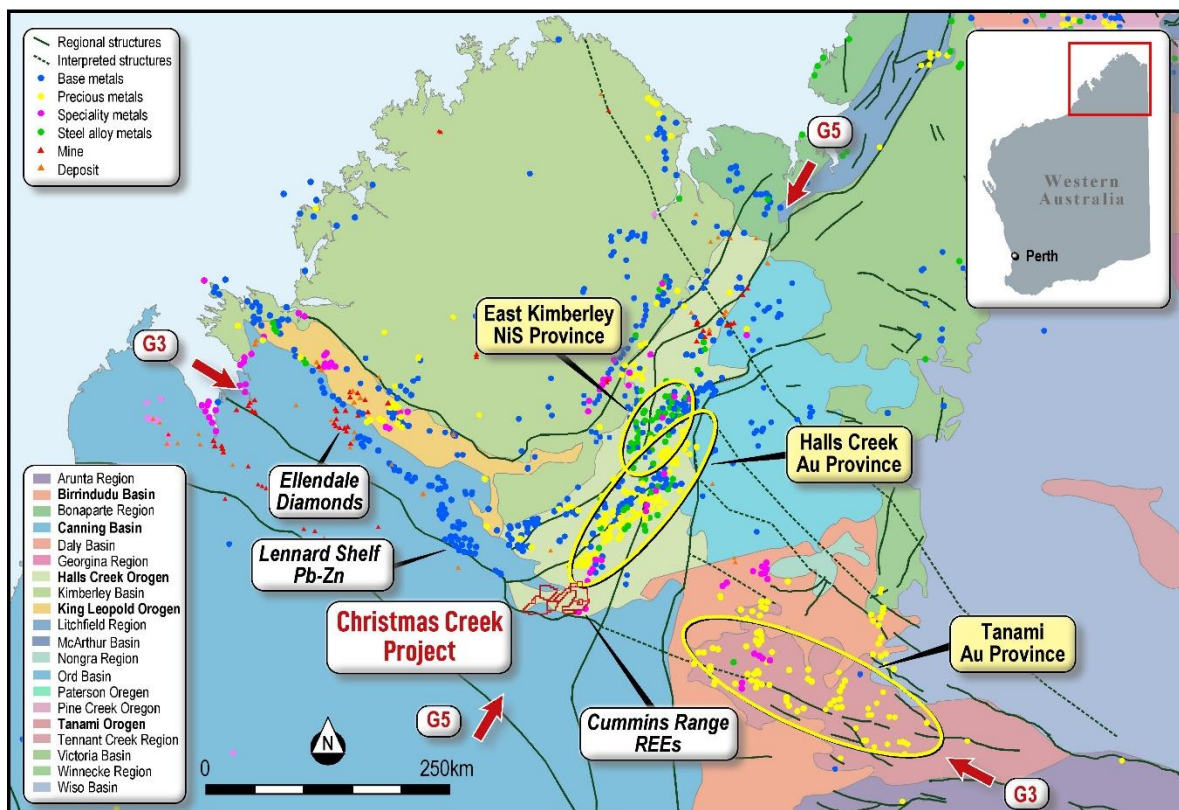 Regional structures
Interpreted structures
Base metals
Precious metals
Speciality metals
Steel alloy metals
Mine
Deposit
G5
Western
Australia
Perth
East Kimberley
NiS Province
G3
Halls Creek
Au Province
Ellendale
Diamonds
Lennard Shelf
Pb-Zn
Christmas Creek
Project
Tanami
Au Province
G5
Cummins Range
REEs
G3
N
0
250km
Arunta Region
Birrindudu Basin
Bonaparte Region
Canning Basin
Daly Basin
Georgina Region
Halls Creek Orogen
Kimberley Basin
King Leopold Orogen
Litchfield Region
McArthur Basin
Nongra Region
Ord Basin
Paterson Oregen
Pine Creek Oregon
Tanami Orogen
Tennant Creek Region
Victoria Basin
Winnecke Region
Wiso Basin